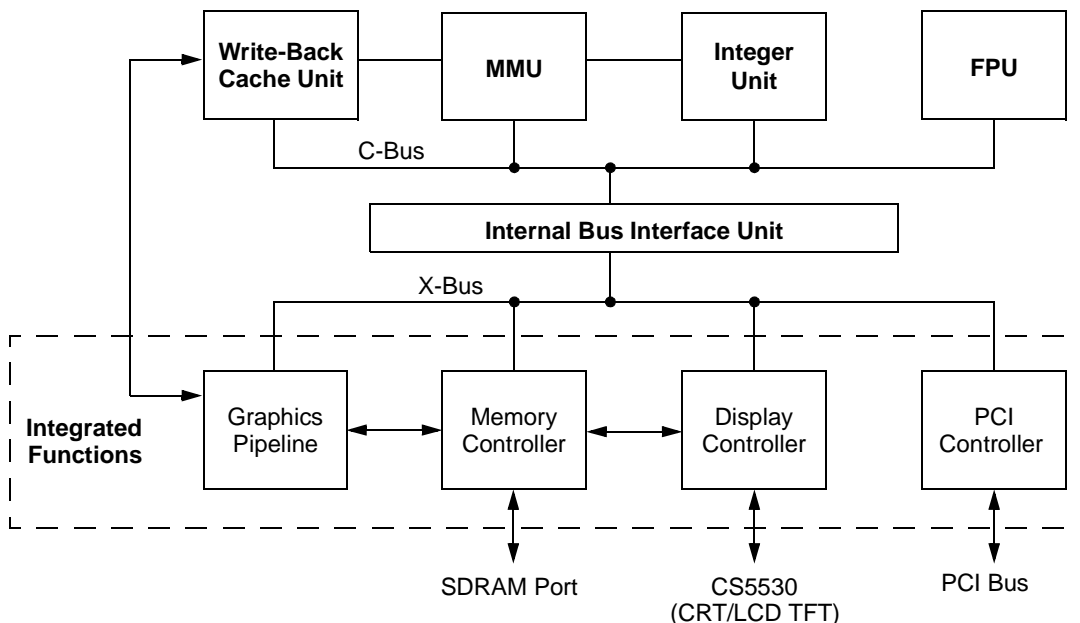 Write-Back
Cache Unit
MMU
Integer
Unit
FPU
C-Bus
Internal Bus Interface Unit
X-Bus
Integrated
Functions
Graphics
Pipeline
Memory
Controller
Display
Controller
PCI
Controller
SDRAM Port
CS5530
(CRT/LCD TFT)
PCI Bus